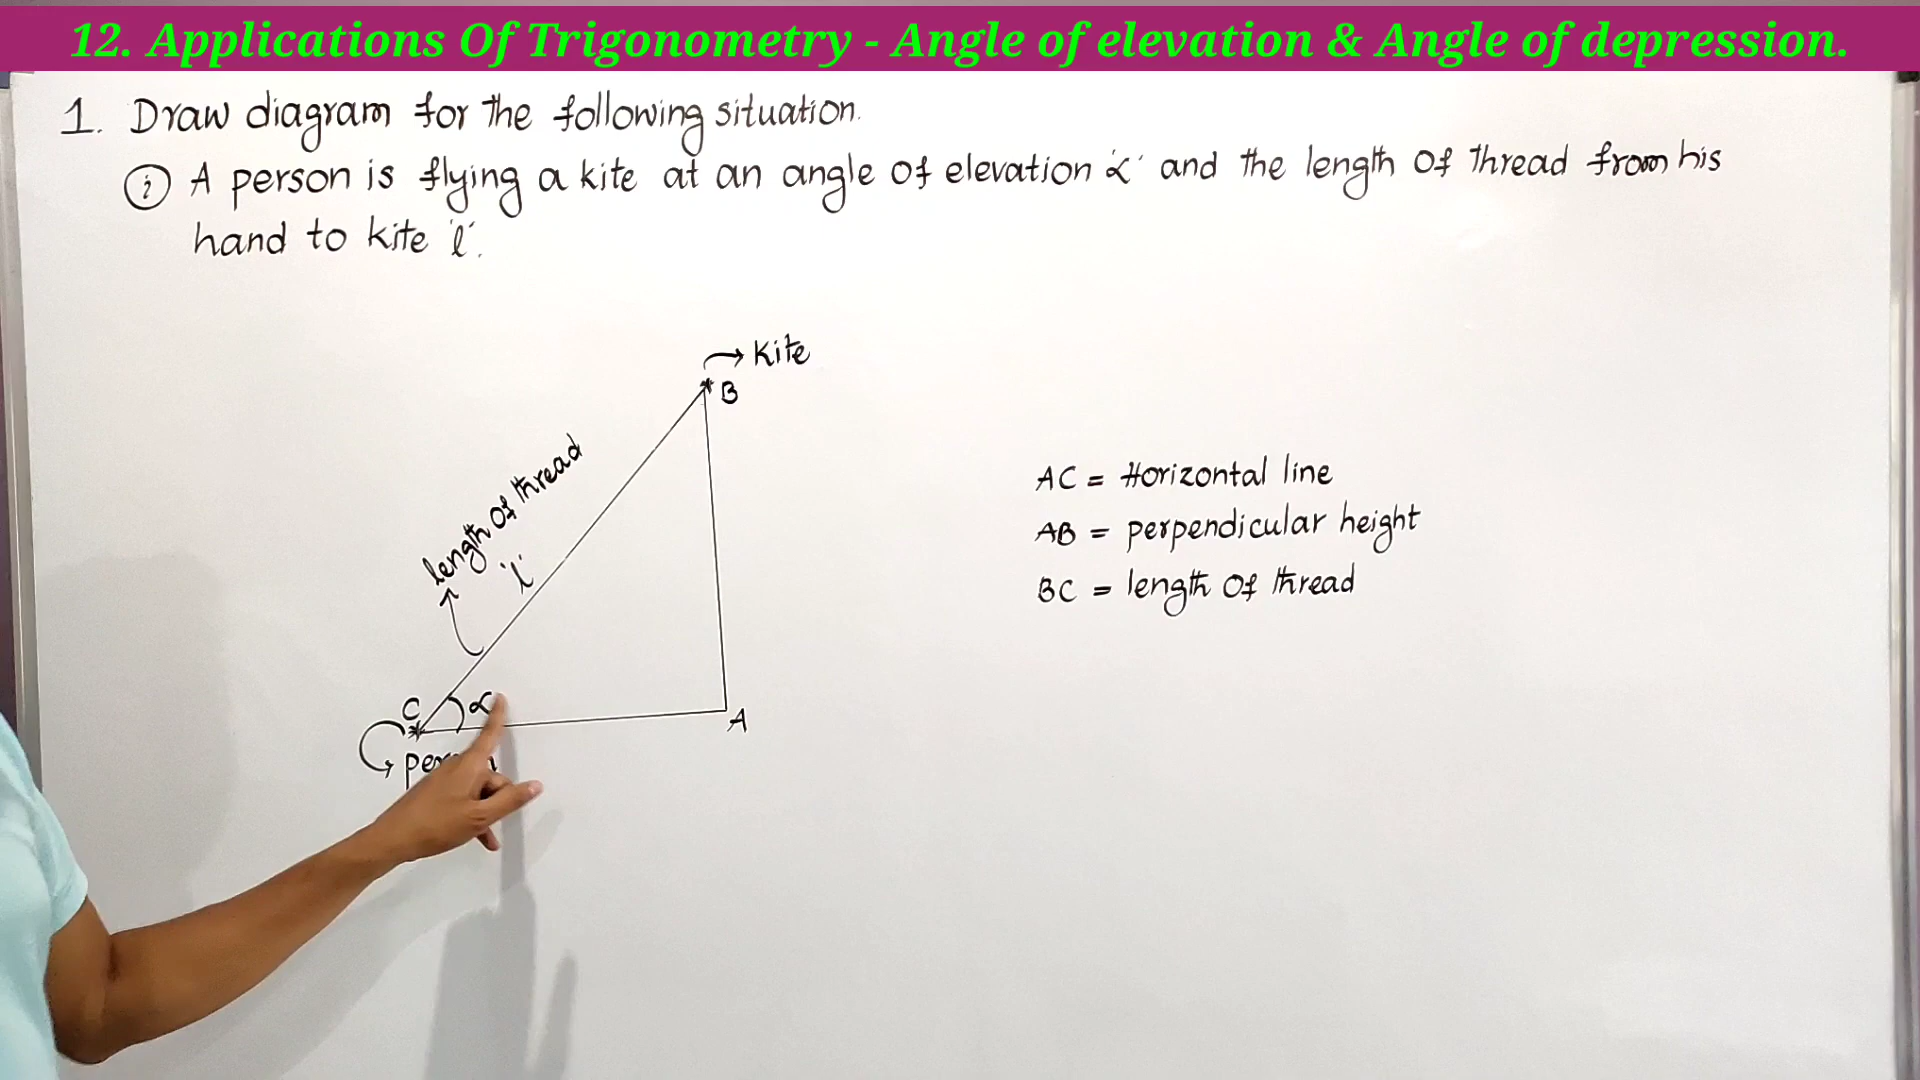 12. Applications Of Trigonometry - Angle of elevation & Angle of depression.
1. Draw diagram for the following situation.
i A person is flying a kite at an angle of elevation 'α' and the length of thread from his
hand to kite 'l'.
Kite
B
length of thread
'l'
C
α
A
AC = Horizontal line
AB = perpendicular height
BC = length of thread